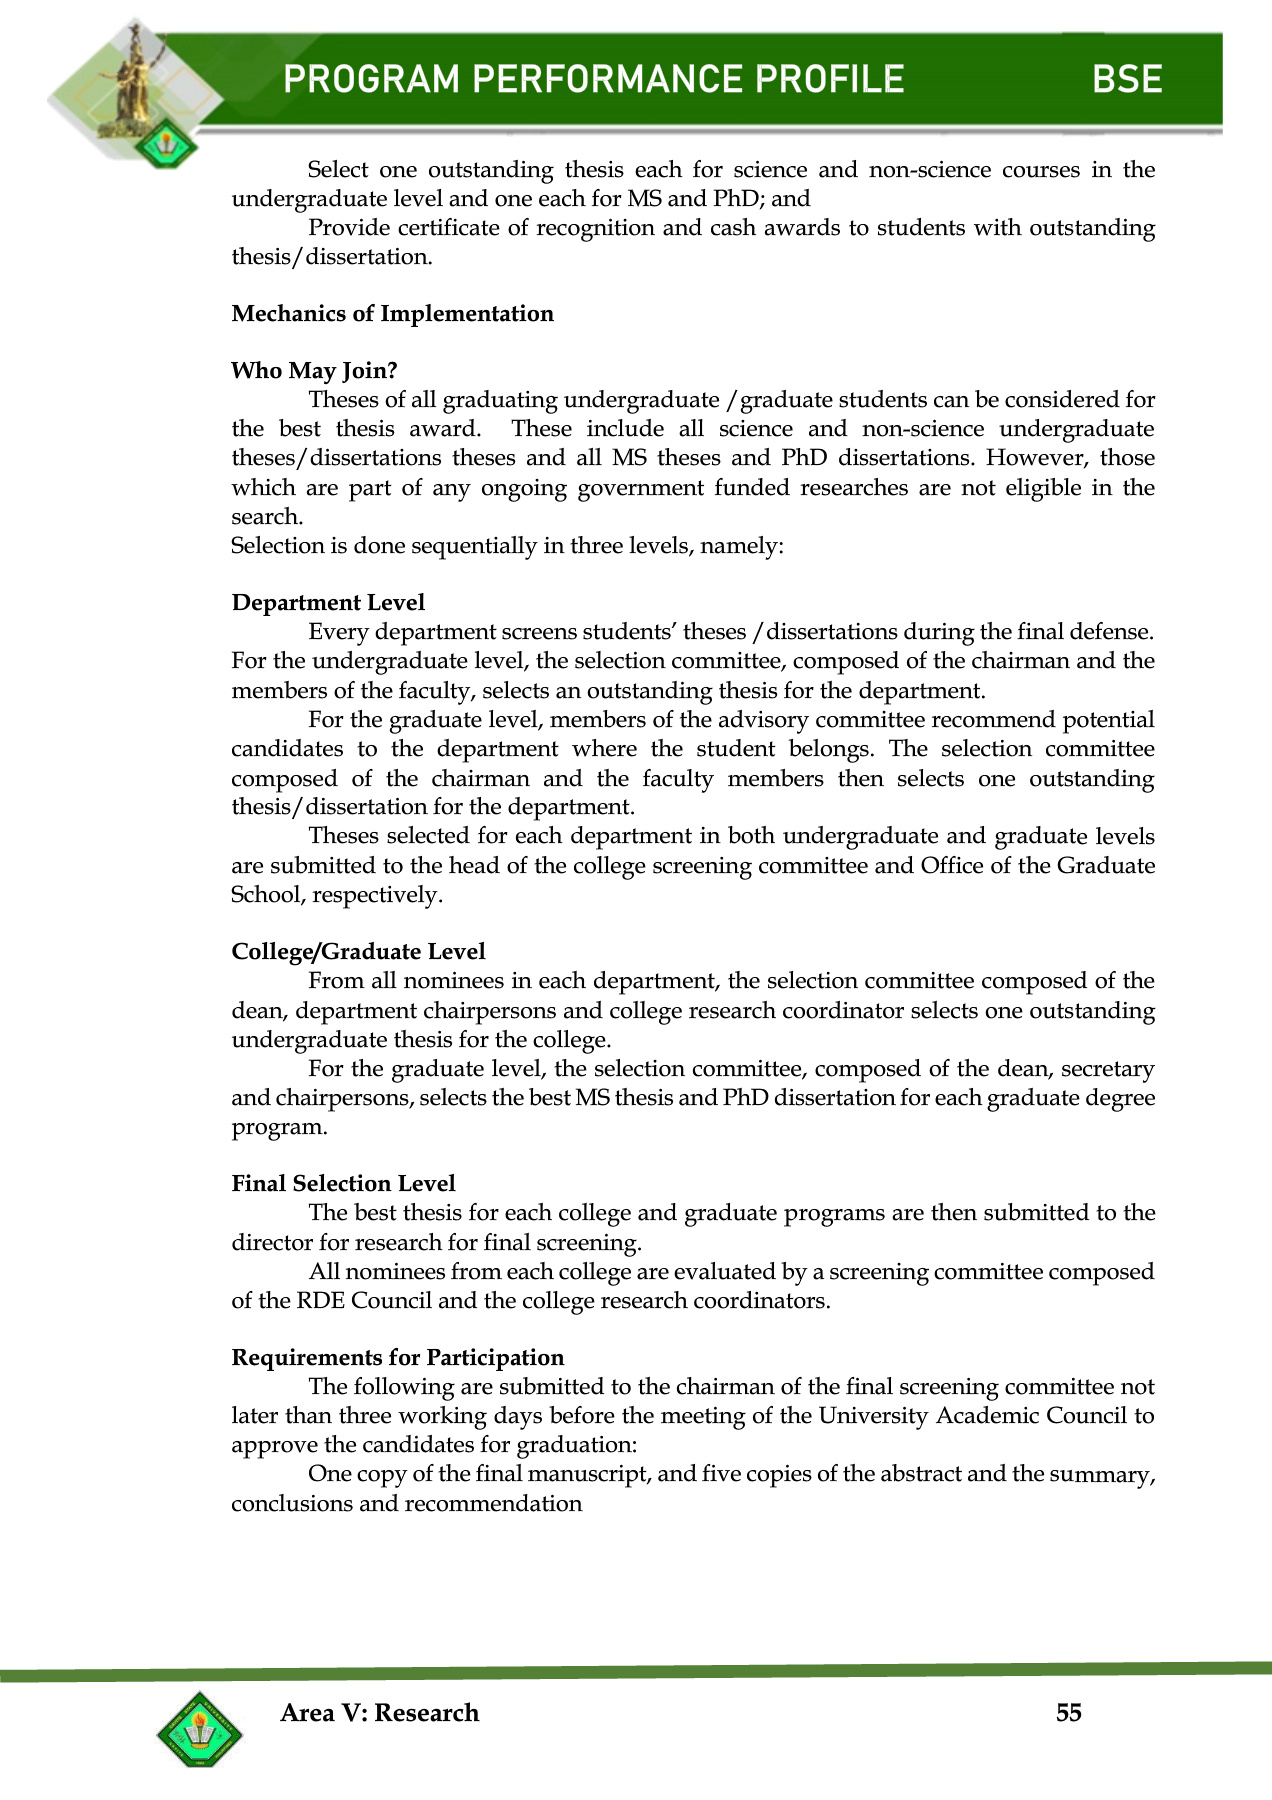 PROGRAM PERFORMANCE PROFILE BSE
Select one outstanding thesis each for science and non-science courses in the
undergraduate level and one each for MS and PhD; and
Provide certificate of recognition and cash awards to students with outstanding
thesis/dissertation.
Mechanics of Implementation
Who May Join?
Theses of all graduating undergraduate /graduate students can be considered for
the best thesis award. These include all science and non-science undergraduate
theses/dissertations theses and all MS theses and PhD dissertations. However, those
which are part of any ongoing government funded researches are not eligible in the
search.
Selection is done sequentially in three levels, namely:
Department Level
Every department screens students’ theses /dissertations during the final defense.
For the undergraduate level, the selection committee, composed of the chairman and the
members of the faculty, selects an outstanding thesis for the department.
For the graduate level, members of the advisory committee recommend potential
candidates to the department where the student belongs. The selection committee
composed of the chairman and the faculty members then selects one outstanding
thesis/dissertation for the department.
Theses selected for each department in both undergraduate and graduate levels
are submitted to the head of the college screening committee and Office of the Graduate
School, respectively.
College/Graduate Level
From all nominees in each department, the selection committee composed of the
dean, department chairpersons and college research coordinator selects one outstanding
undergraduate thesis for the college.
For the graduate level, the selection committee, composed of the dean, secretary
and chairpersons, selects the best MS thesis and PhD dissertation for each graduate degree
program.
Final Selection Level
The best thesis for each college and graduate programs are then submitted to the
director for research for final screening.
All nominees from each college are evaluated by a screening committee composed
of the RDE Council and the college research coordinators.
Requirements for Participation
The following are submitted to the chairman of the final screening committee not
later than three working days before the meeting of the University Academic Council to
approve the candidates for graduation:
One copy of the final manuscript, and five copies of the abstract and the summary,
conclusions and recommendation
Area V: Research 55